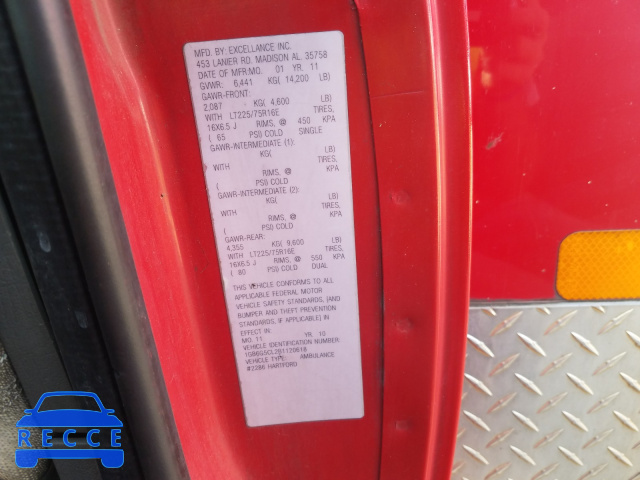 MFD. BY: EXCELLANCE INC.
453 LANIER RD. MADISON AL. 35758
DATE OF MFR:MO. 01 YR. 11
GVWR: 6,441 KG( 14,200 LB)
GAWR-FRONT:
2,087 KG( 4,600 LB)
WITH LT225/75R16E TIRES,
16X6.5 J RIMS, @ 450 KPA
( 65 PSI) COLD SINGLE
GAWR-INTERMEDIATE (1):
KG( LB)
WITH TIRES,
RIMS, @ KPA
( PSI) COLD
GAWR-INTERMEDIATE (2):
KG( LB)
WITH TIRES,
RIMS, @ KPA
( PSI) COLD
GAWR-REAR:
4,355 KG( 9,600 LB)
WITH LT225/75R16E TIRES,
16X6.5 J RIMS, @ 550 KPA
( 80 PSI) COLD DUAL
THIS VEHICLE CONFORMS TO ALL
APPLICABLE FEDERAL MOTOR
VEHICLE SAFETY STANDARDS, [AND
BUMPER AND THEFT PREVENTION
STANDARDS, IF APPLICABLE] IN
EFFECT IN:
MO. 11 YR. 10
VEHICLE IDENTIFICATION NUMBER:
1GB6G5CLZB1120618
VEHICLE TYPE: AMBULANCE
#2286 HARTFORD
RECCE